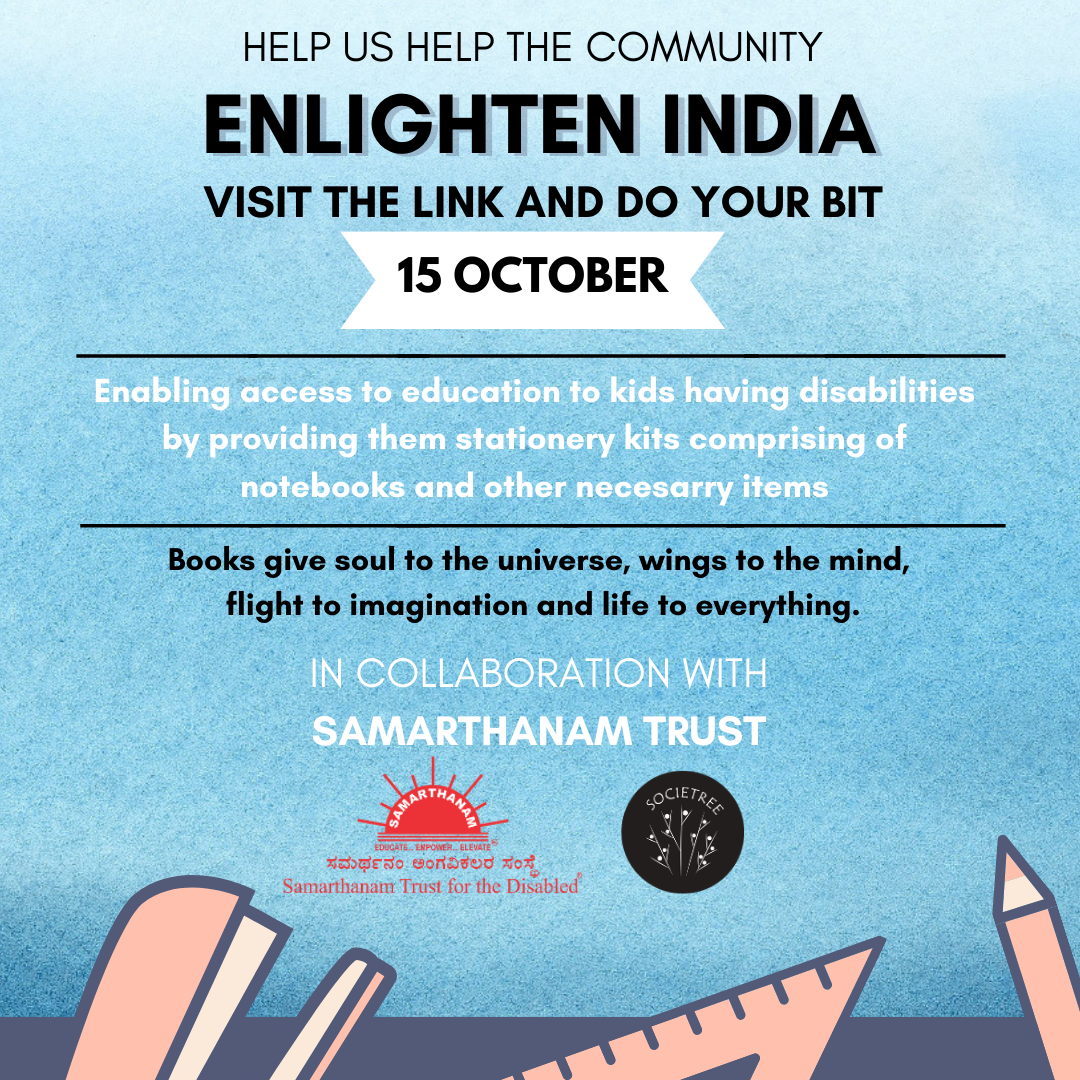 HELP US HELP THE COMMUNITY
ENLIGHTEN INDIA
VISIT THE LINK AND DO YOUR BIT
15 OCTOBER
Enabling access to education to kids having disabilities
by providing them stationery kits comprising of
notebooks and other necesarry items
Books give soul to the universe, wings to the mind,
flight to imagination and life to everything.
IN COLLABORATION WITH
SAMARTHANAM TRUST
SAMARTHANAM
EDUCATE... EMPOWER... ELEVATE
ಸಮರ್ಥನಂ ಅಂಗವಿಕಲರ ಸಂಸ್ಥೆ
Samarthanam Trust for the Disabled®
SOCIETREE